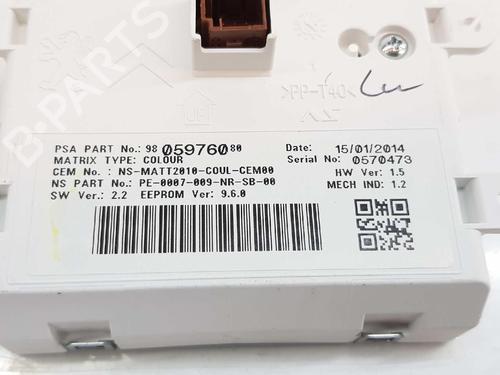 B-PARTS
>PP-T40<
PSA PART No.: 98 059760 80
MATRIX TYPE: COLOUR
CEM No. : NS-MATT2010-COUL-CEM00
NS PART No.: PE-0007-009-NR-SB-00
SW Ver.: 2.2 EEPROM Ver.: 9.6.0
Date: 15/01/2014
Serial No: 0570473
HW Ver.: 1.5
MECH IND: 1.2